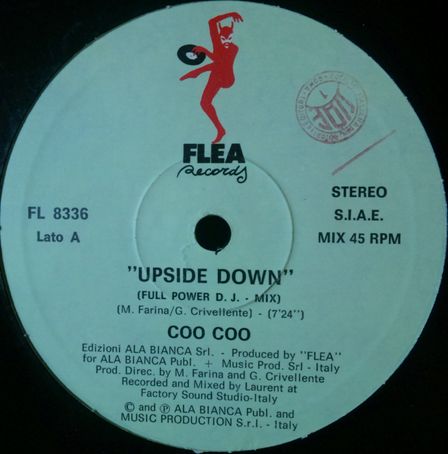 FLEA
Records
FL 8336
Lato A
STEREO
S.I.A.E.
MIX 45 RPM
"UPSIDE DOWN"
(FULL POWER D. J. - MIX)
(M. Farina/G. Crivellente) - (7'24'')
COO COO
Edizioni ALA BIANCA Srl. - Produced by "FLEA"
for ALA BIANCA Publ. + Music Prod. Srl - Italy
Prod. Direc. by M. Farina and G. Crivellente
Recorded and Mixed by Laurent at
Factory Sound Studio-Italy
© and ℗ ALA BIANCA Publ. and
MUSIC PRODUCTION S.r.l. - Italy